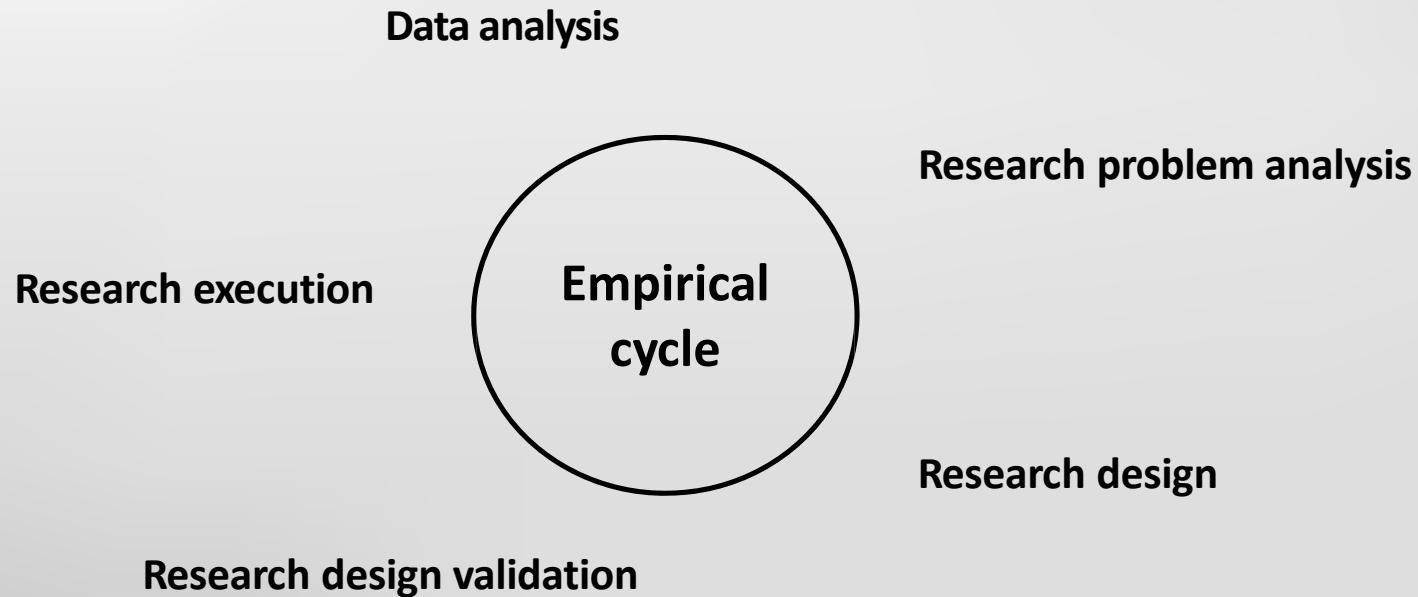 Data analysis
Research problem analysis
Research execution
Empirical
cycle
Research design
Research design validation